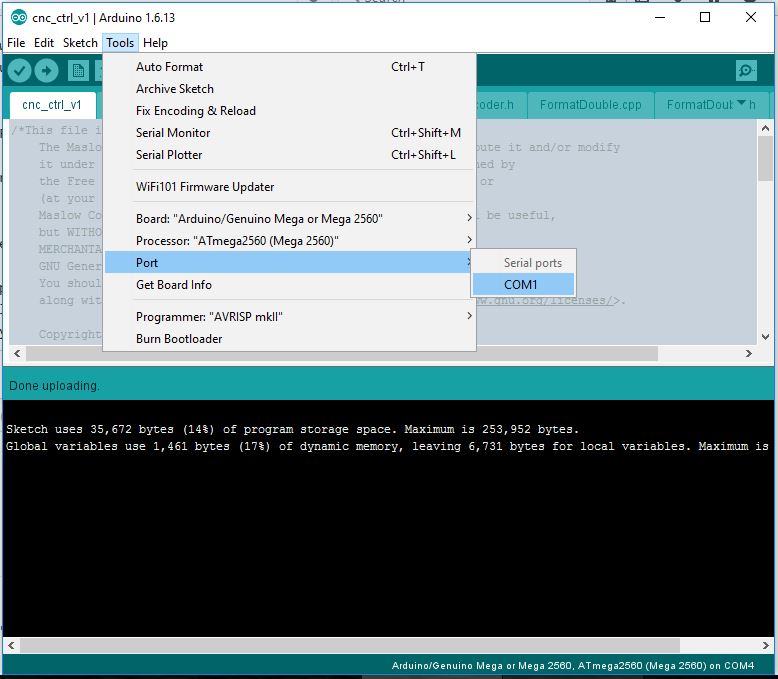 cnc_ctrl_v1 | Arduino 1.6.13
File Edit Sketch Tools Help
Auto Format Ctrl+T
Archive Sketch
Fix Encoding & Reload
Serial Monitor Ctrl+Shift+M
Serial Plotter Ctrl+Shift+L
WiFi101 Firmware Updater
Board: "Arduino/Genuino Mega or Mega 2560"
Processor: "ATmega2560 (Mega 2560)"
Port
Get Board Info
Programmer: "AVRISP mkII"
Burn Bootloader
Serial ports
COM1
cnc_ctrl_v1 coder.h FormatDouble.cpp FormatDoub h
/*This file i
The Maslow ute it and/or modify
it under ned by
the Free or
(at your
Maslow Co l be useful,
but WITHO
MERCHANTA
GNU Gener
You shoul
along wit ww.gnu.org/licenses/>.
Copyright
Done uploading.
Sketch uses 35,672 bytes (14%) of program storage space. Maximum is 253,952 bytes.
Global variables use 1,461 bytes (17%) of dynamic memory, leaving 6,731 bytes for local variables. Maximum is
Arduino/Genuino Mega or Mega 2560, ATmega2560 (Mega 2560) on COM4